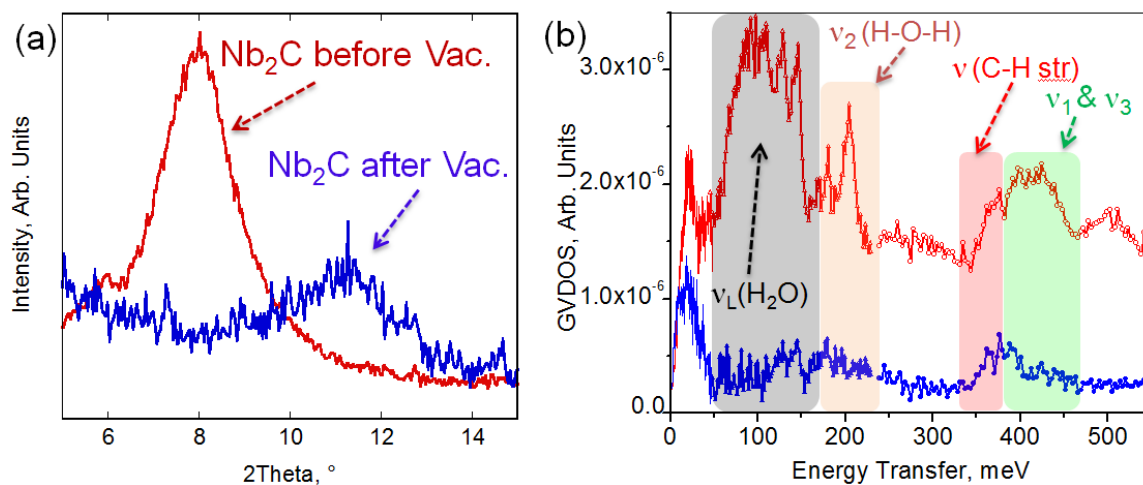 (a)
Nb₂C before Vac.
Nb₂C after Vac.
Intensity, Arb. Units
6 8 10 12 14
2Theta, °
(b)
ν₂ (H-O-H)
ν (C-H str)
ν₁ & ν₃
ν_L(H₂O)
GVDOS, Arb. Units
3.0x10⁻⁶
2.0x10⁻⁶
1.0x10⁻⁶
0.0
0 100 200 300 400 500
Energy Transfer, meV